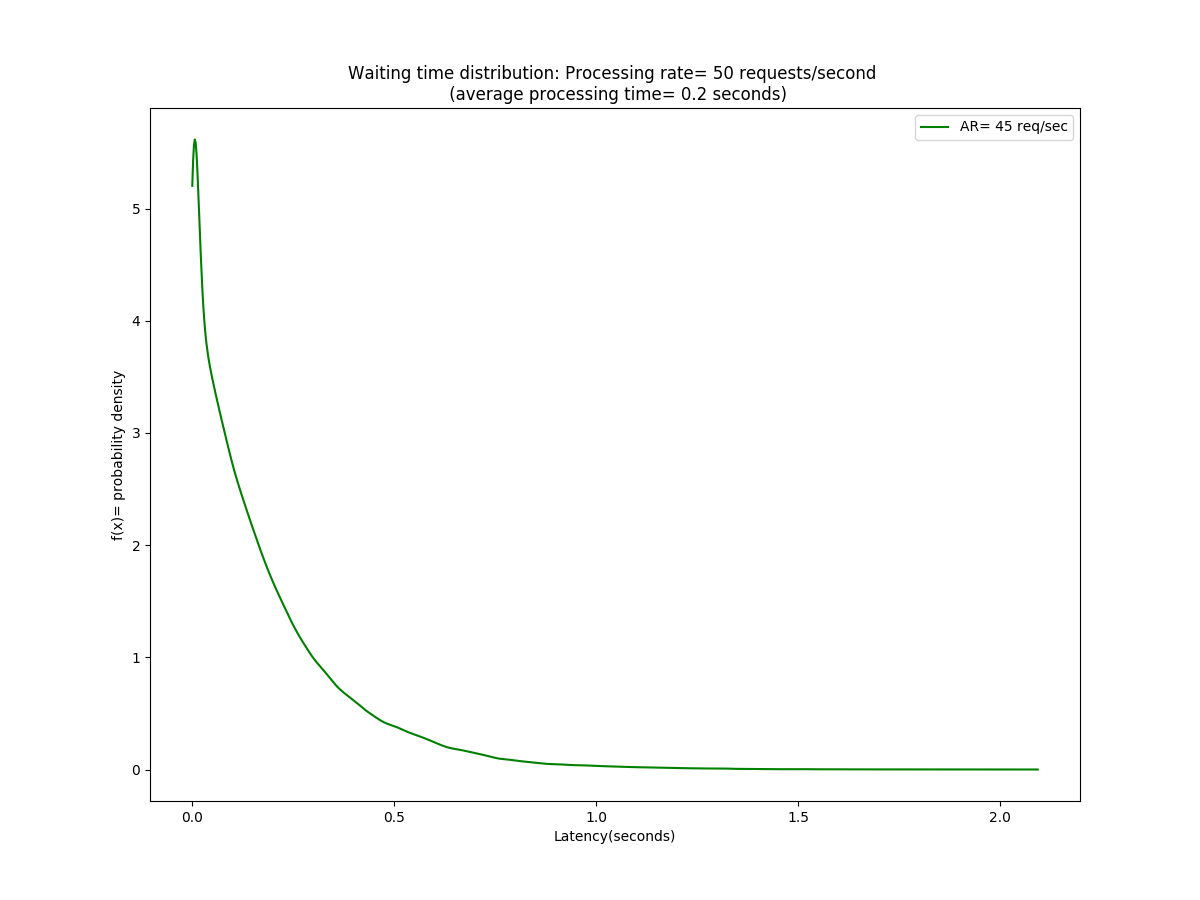 Waiting time distribution: Processing rate= 50 requests/second
(average processing time= 0.2 seconds)
AR= 45 req/sec
f(x)= probability density
5
4
3
2
1
0
0.0 0.5 1.0 1.5 2.0
Latency(seconds)